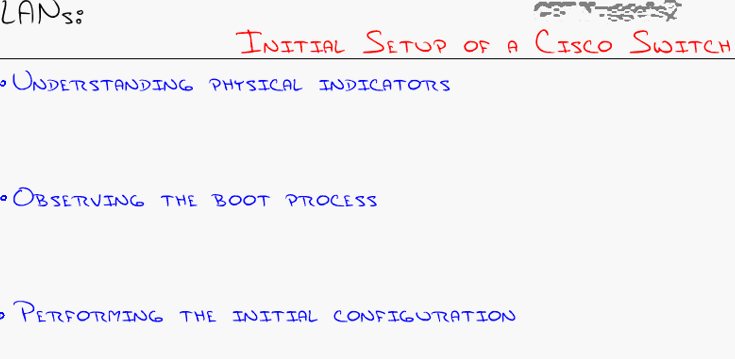 LANs:
Initial Setup of a Cisco Switch
• Understanding physical indicators
• Observing the boot process
• Performing the initial configuration